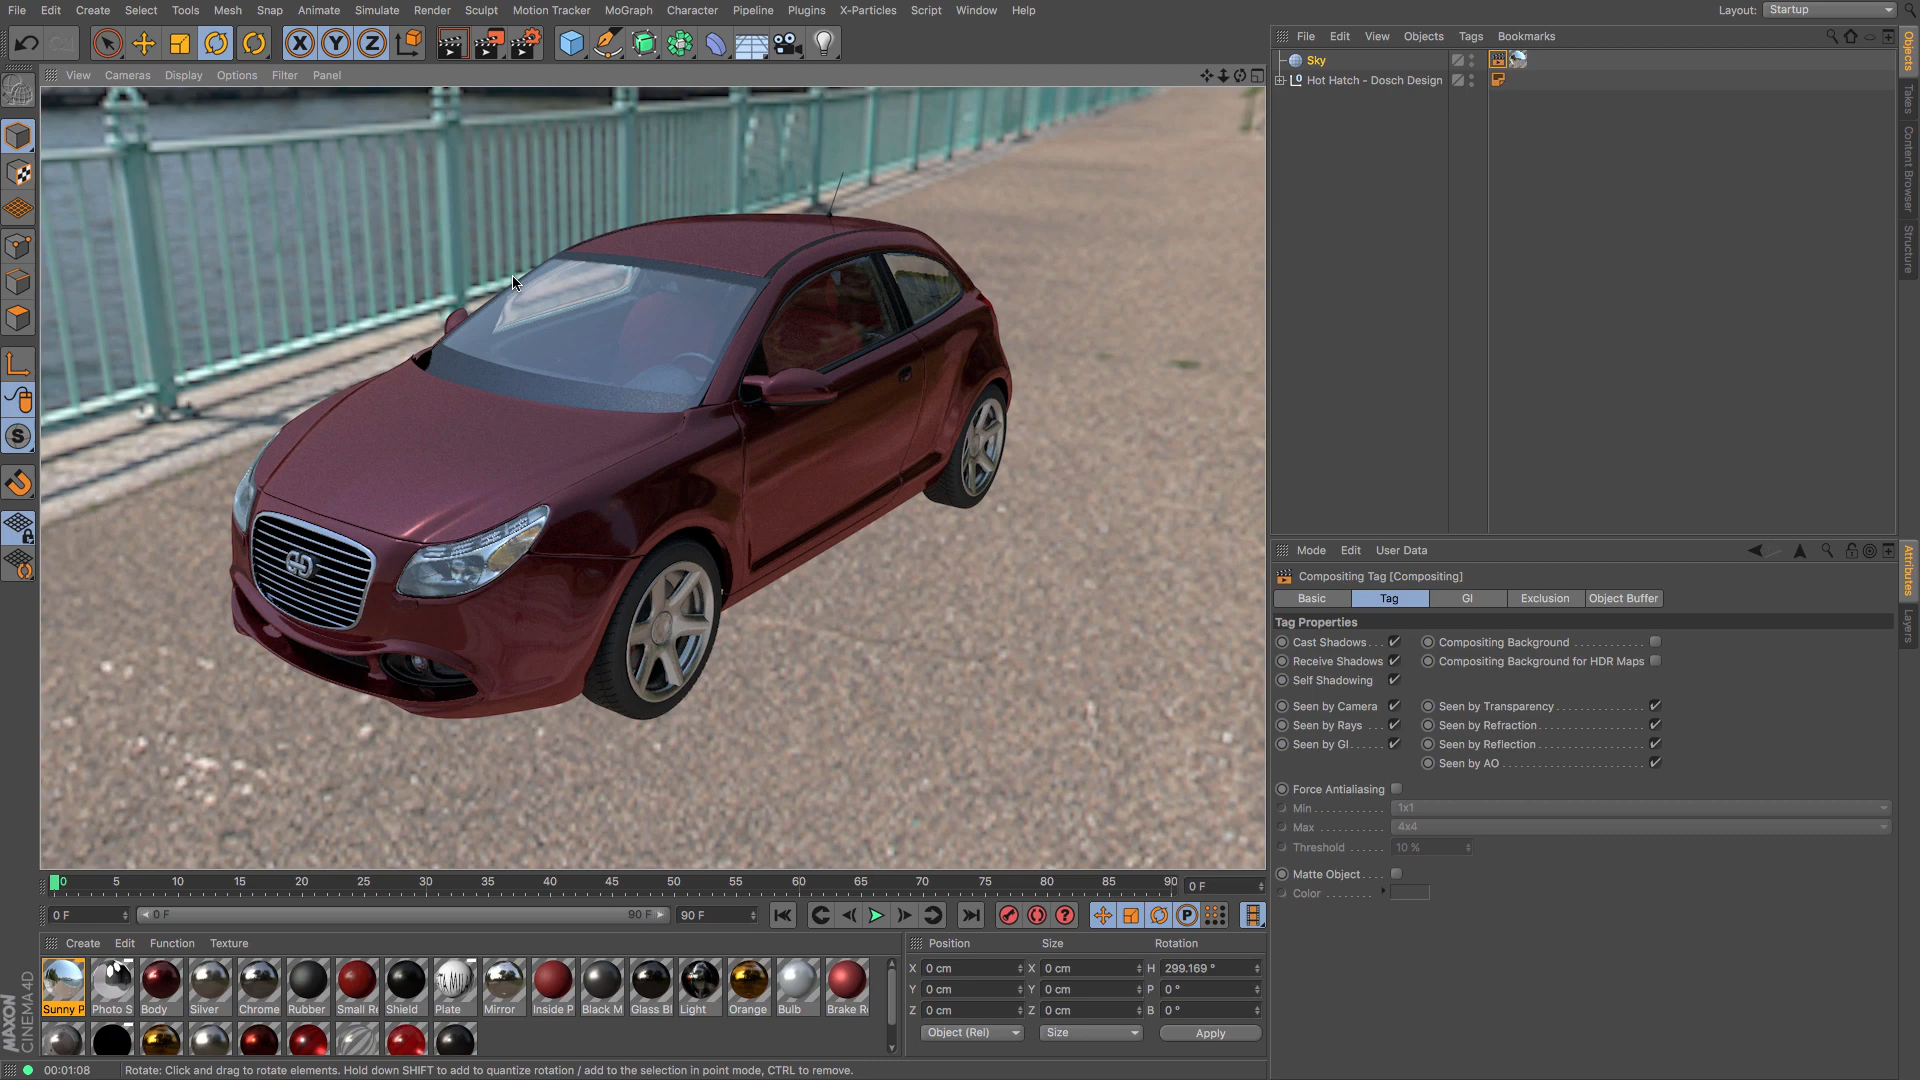 File Edit Create Select Tools Mesh Snap Animate Simulate Render Sculpt Motion Tracker MoGraph Character Pipeline Plugins X-Particles Script Window Help
Layout: Startup
File Edit View Objects Tags Bookmarks
View Cameras Display Options Filter Panel
Sky
Hot Hatch - Dosch Design
Objects
Takes
Content Browser
Structure
Mode Edit User Data
Compositing Tag [Compositing]
Basic Tag GI Exclusion Object Buffer
Tag Properties
Cast Shadows Compositing Background
Receive Shadows Compositing Background for HDR Maps
Self Shadowing
Seen by Camera Seen by Transparency
Seen by Rays Seen by Refraction
Seen by GI Seen by Reflection
Seen by AO
Force Antialiasing
Min 1x1
Max 4x4
Threshold 10 %
Matte Object
Color
Attributes
Layers
0 5 10 15 20 25 30 35 40 45 50 55 60 65 70 75 80 85 90 0 F
0 F 0 F 90 F 90 F
Create Edit Function Texture
Sunny P Photo S Body Silver Chrome Rubber Small Re Shield Plate Mirror Inside P Black M Glass Bl Light Orange Bulb Brake Re
Position Size Rotation
X 0 cm X 0 cm H 299.169 °
Y 0 cm Y 0 cm P 0 °
Z 0 cm Z 0 cm B 0 °
Object (Rel) Size Apply
MAXON
CINEMA 4D
00:01:08 Rotate: Click and drag to rotate elements. Hold down SHIFT to add to quantize rotation / add to the selection in point mode, CTRL to remove.